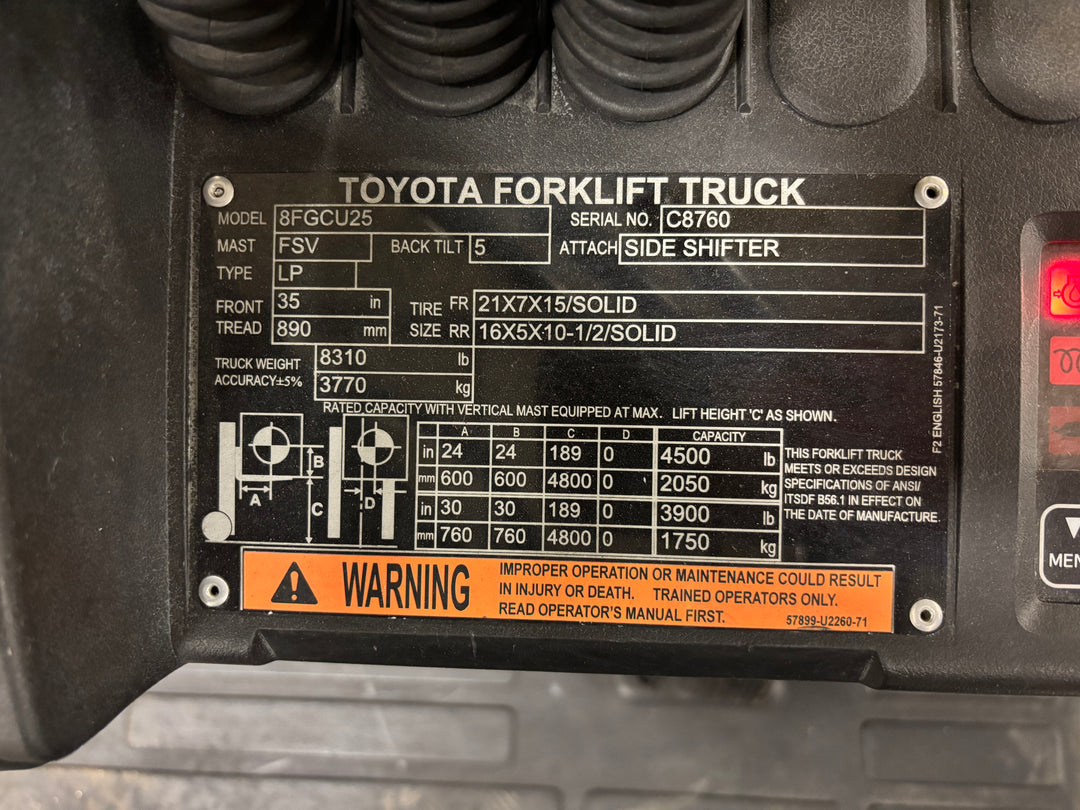 TOYOTA FORKLIFT TRUCK
MODEL 8FGCU25 SERIAL NO. C8760
MAST FSV BACK TILT 5 ATTACH SIDE SHIFTER
TYPE LP
FRONT 35 in TIRE FR 21X7X15/SOLID
TREAD 890 mm SIZE RR 16X5X10-1/2/SOLID
TRUCK WEIGHT 8310 lb
ACCURACY±5% 3770 kg
RATED CAPACITY WITH VERTICAL MAST EQUIPPED AT MAX. LIFT HEIGHT 'C' AS SHOWN.
A B C D CAPACITY
in 24 24 189 0 4500 lb
mm 600 600 4800 0 2050 kg
in 30 30 189 0 3900 lb
mm 760 760 4800 0 1750 kg
B
A
C
D
THIS FORKLIFT TRUCK
MEETS OR EXCEEDS DESIGN
SPECIFICATIONS OF ANSI/
ITSDF B56.1 IN EFFECT ON
THE DATE OF MANUFACTURE.
F2 ENGLISH 57846-U2173-71
WARNING
IMPROPER OPERATION OR MAINTENANCE COULD RESULT
IN INJURY OR DEATH. TRAINED OPERATORS ONLY.
READ OPERATOR'S MANUAL FIRST.
57899-U2260-71